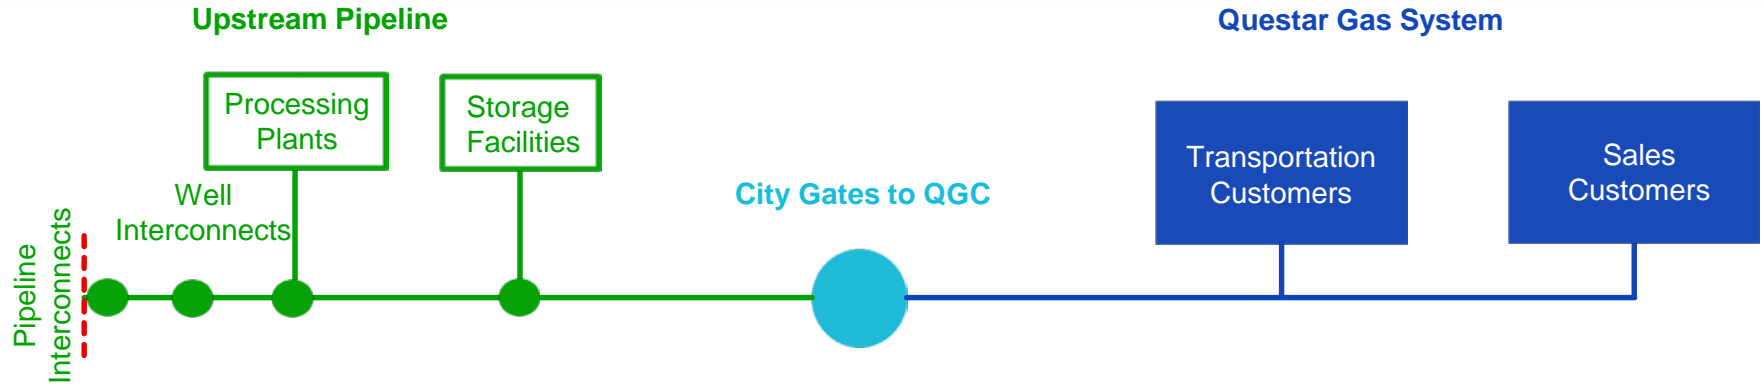 Upstream Pipeline
Questar Gas System
Processing
Plants
Storage
Facilities
Well
Interconnects
Pipeline
Interconnects
City Gates to QGC
Transportation
Customers
Sales
Customers